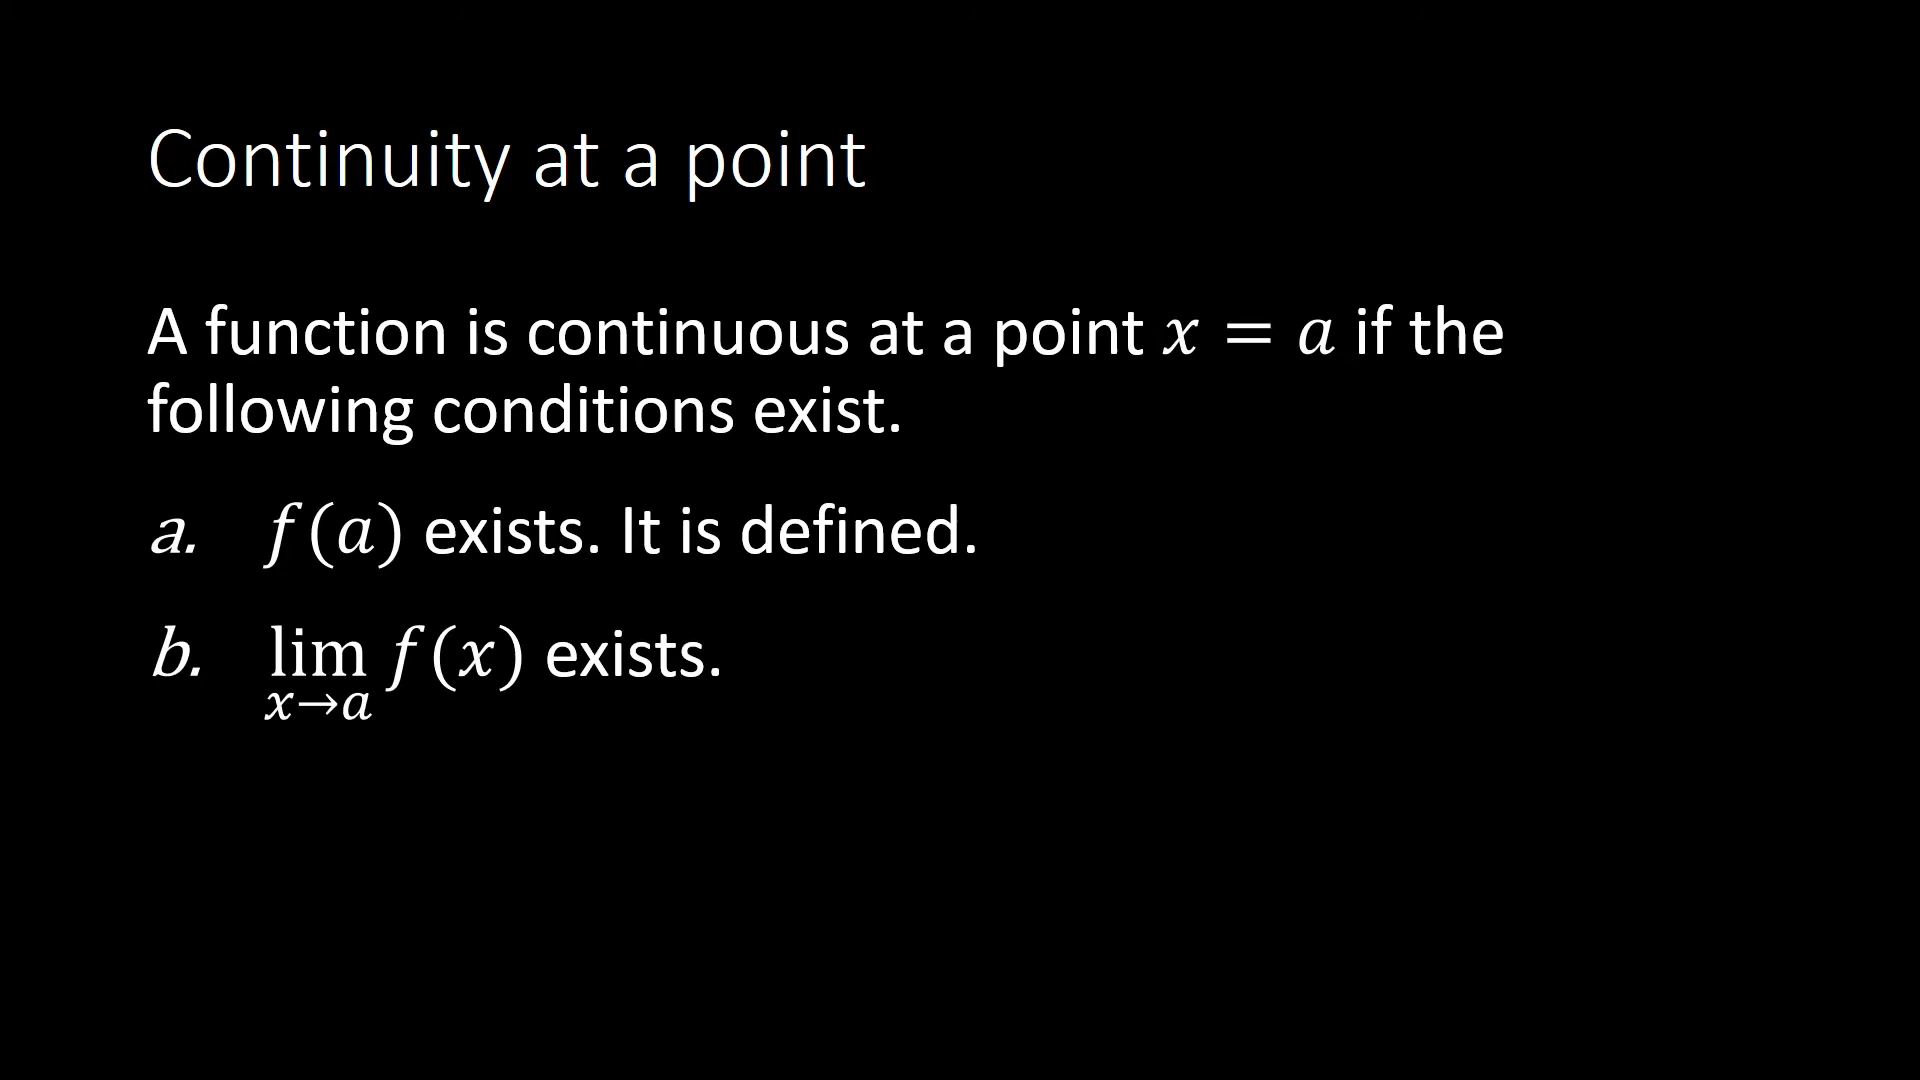 Continuity at a point
A function is continuous at a point x = a if the
following conditions exist.
a. f(a) exists. It is defined.
b. lim f(x) exists.
x→a